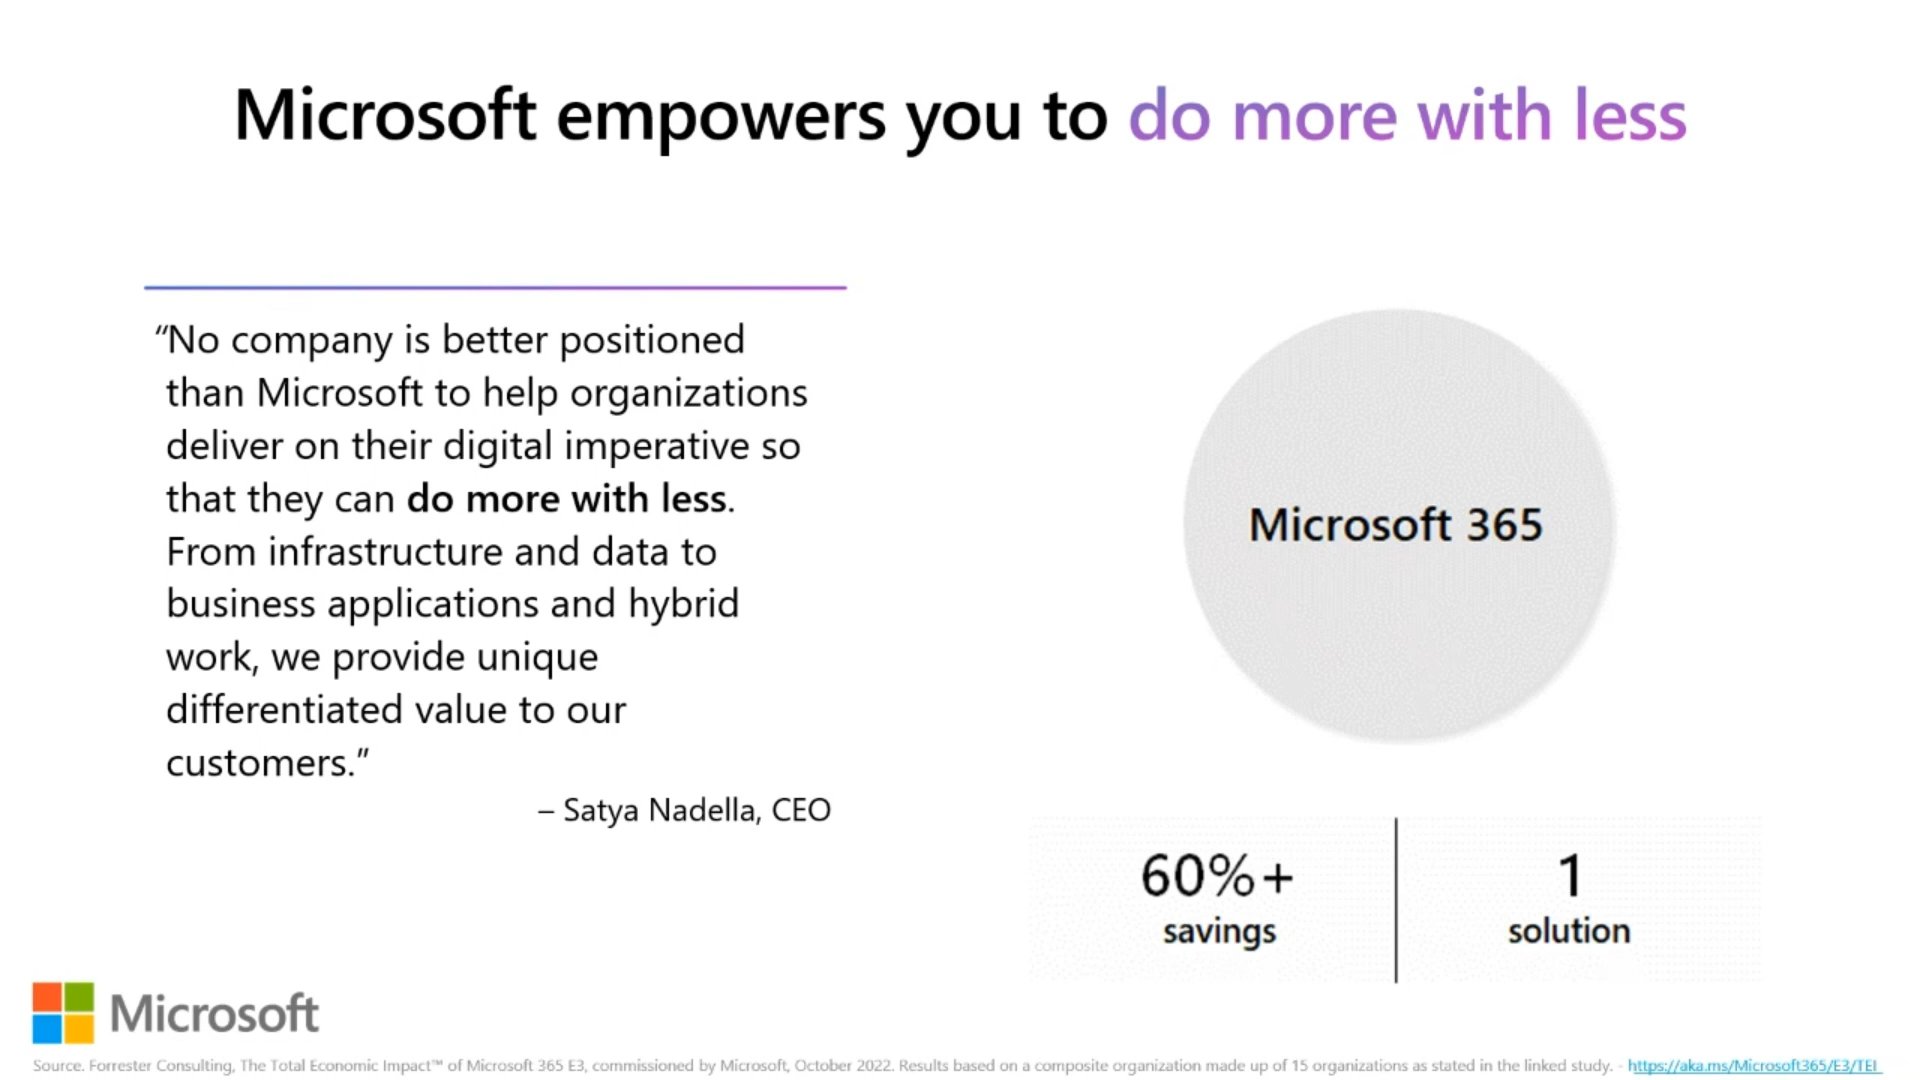 Microsoft empowers you to do more with less
“No company is better positioned
than Microsoft to help organizations
deliver on their digital imperative so
that they can do more with less.
From infrastructure and data to
business applications and hybrid
work, we provide unique
differentiated value to our
customers.”
– Satya Nadella, CEO
Microsoft 365
60%+
savings
1
solution
Microsoft
Source. Forrester Consulting, The Total Economic Impact™ of Microsoft 365 E3, commissioned by Microsoft, October 2022. Results based on a composite organization made up of 15 organizations as stated in the linked study. - https://aka.ms/Microsoft365/E3/TEI